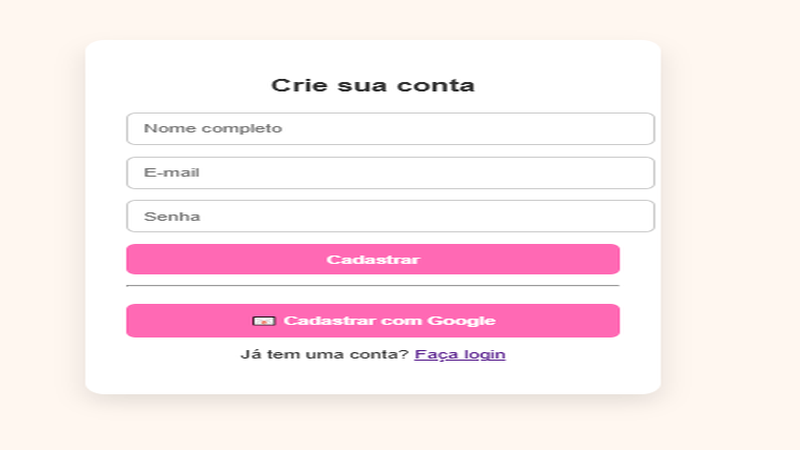 Crie sua conta
Nome completo
E-mail
Senha
Cadastrar
Cadastrar com Google
Já tem uma conta? Faça login